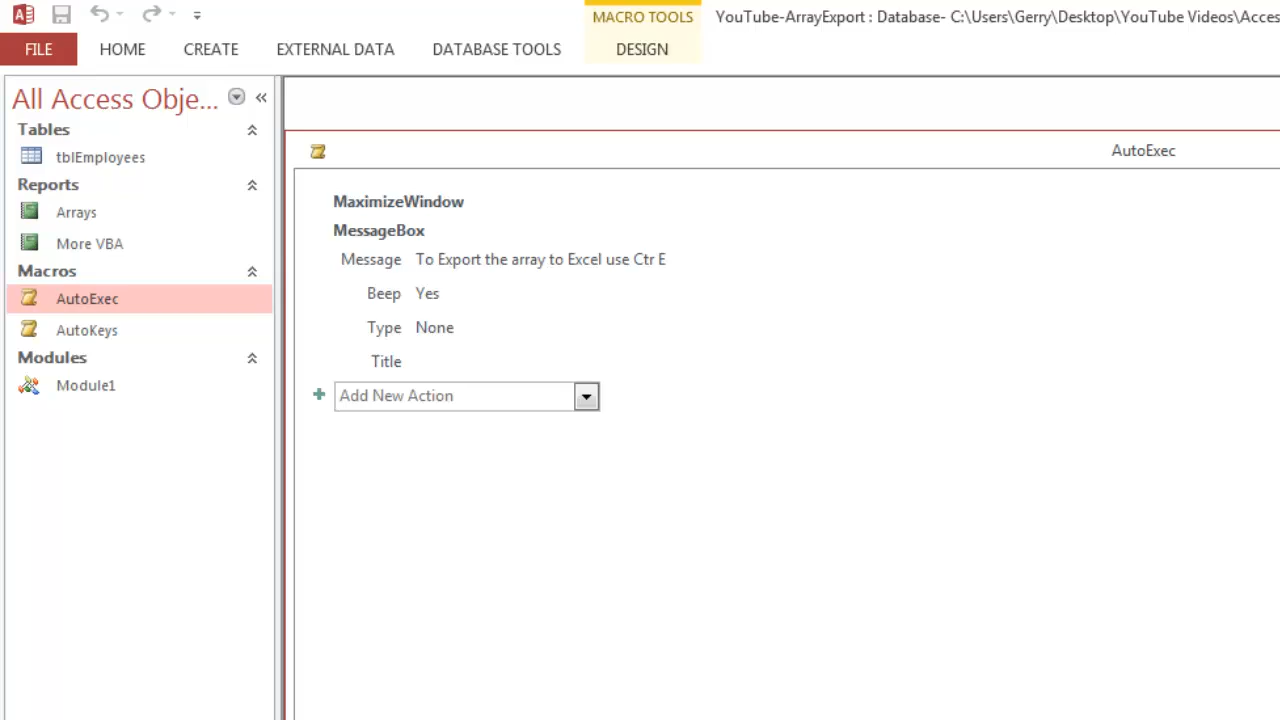 MACRO TOOLS
YouTube-ArrayExport : Database- C:\Users\Gerry\Desktop\YouTube Videos\Acce
FILE HOME CREATE EXTERNAL DATA DATABASE TOOLS DESIGN
All Access Obje...
Tables
tblEmployees
Reports
Arrays
More VBA
Macros
AutoExec
AutoKeys
Modules
Module1
AutoExec
MaximizeWindow
MessageBox
Message To Export the array to Excel use Ctr E
Beep Yes
Type None
Title
Add New Action